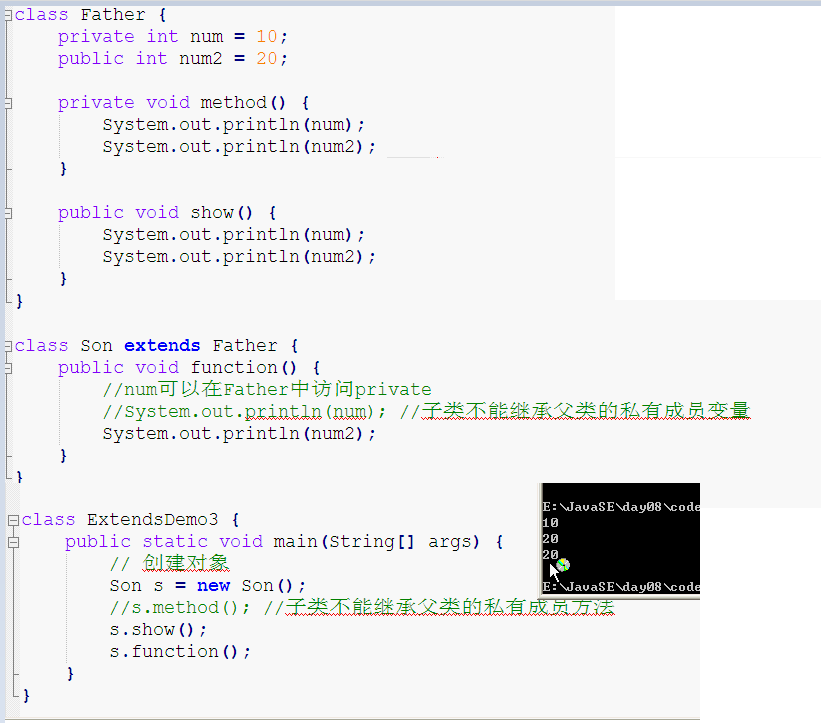 class Father {
    private int num = 10;
    public int num2 = 20;

    private void method() {
        System.out.println(num);
        System.out.println(num2);
    }

    public void show() {
        System.out.println(num);
        System.out.println(num2);
    }
}

class Son extends Father {
    public void function() {
        //num可以在Father中访问private
        //System.out.println(num); //子类不能继承父类的私有成员变量
        System.out.println(num2);
    }
}

class ExtendsDemo3 {
    public static void main(String[] args) {
        // 创建对象
        Son s = new Son();
        //s.method(); //子类不能继承父类的私有成员方法
        s.show();
        s.function();
    }
}
E:\JavaSE\day08\code
10
20
20
E:\JavaSE\day08\code